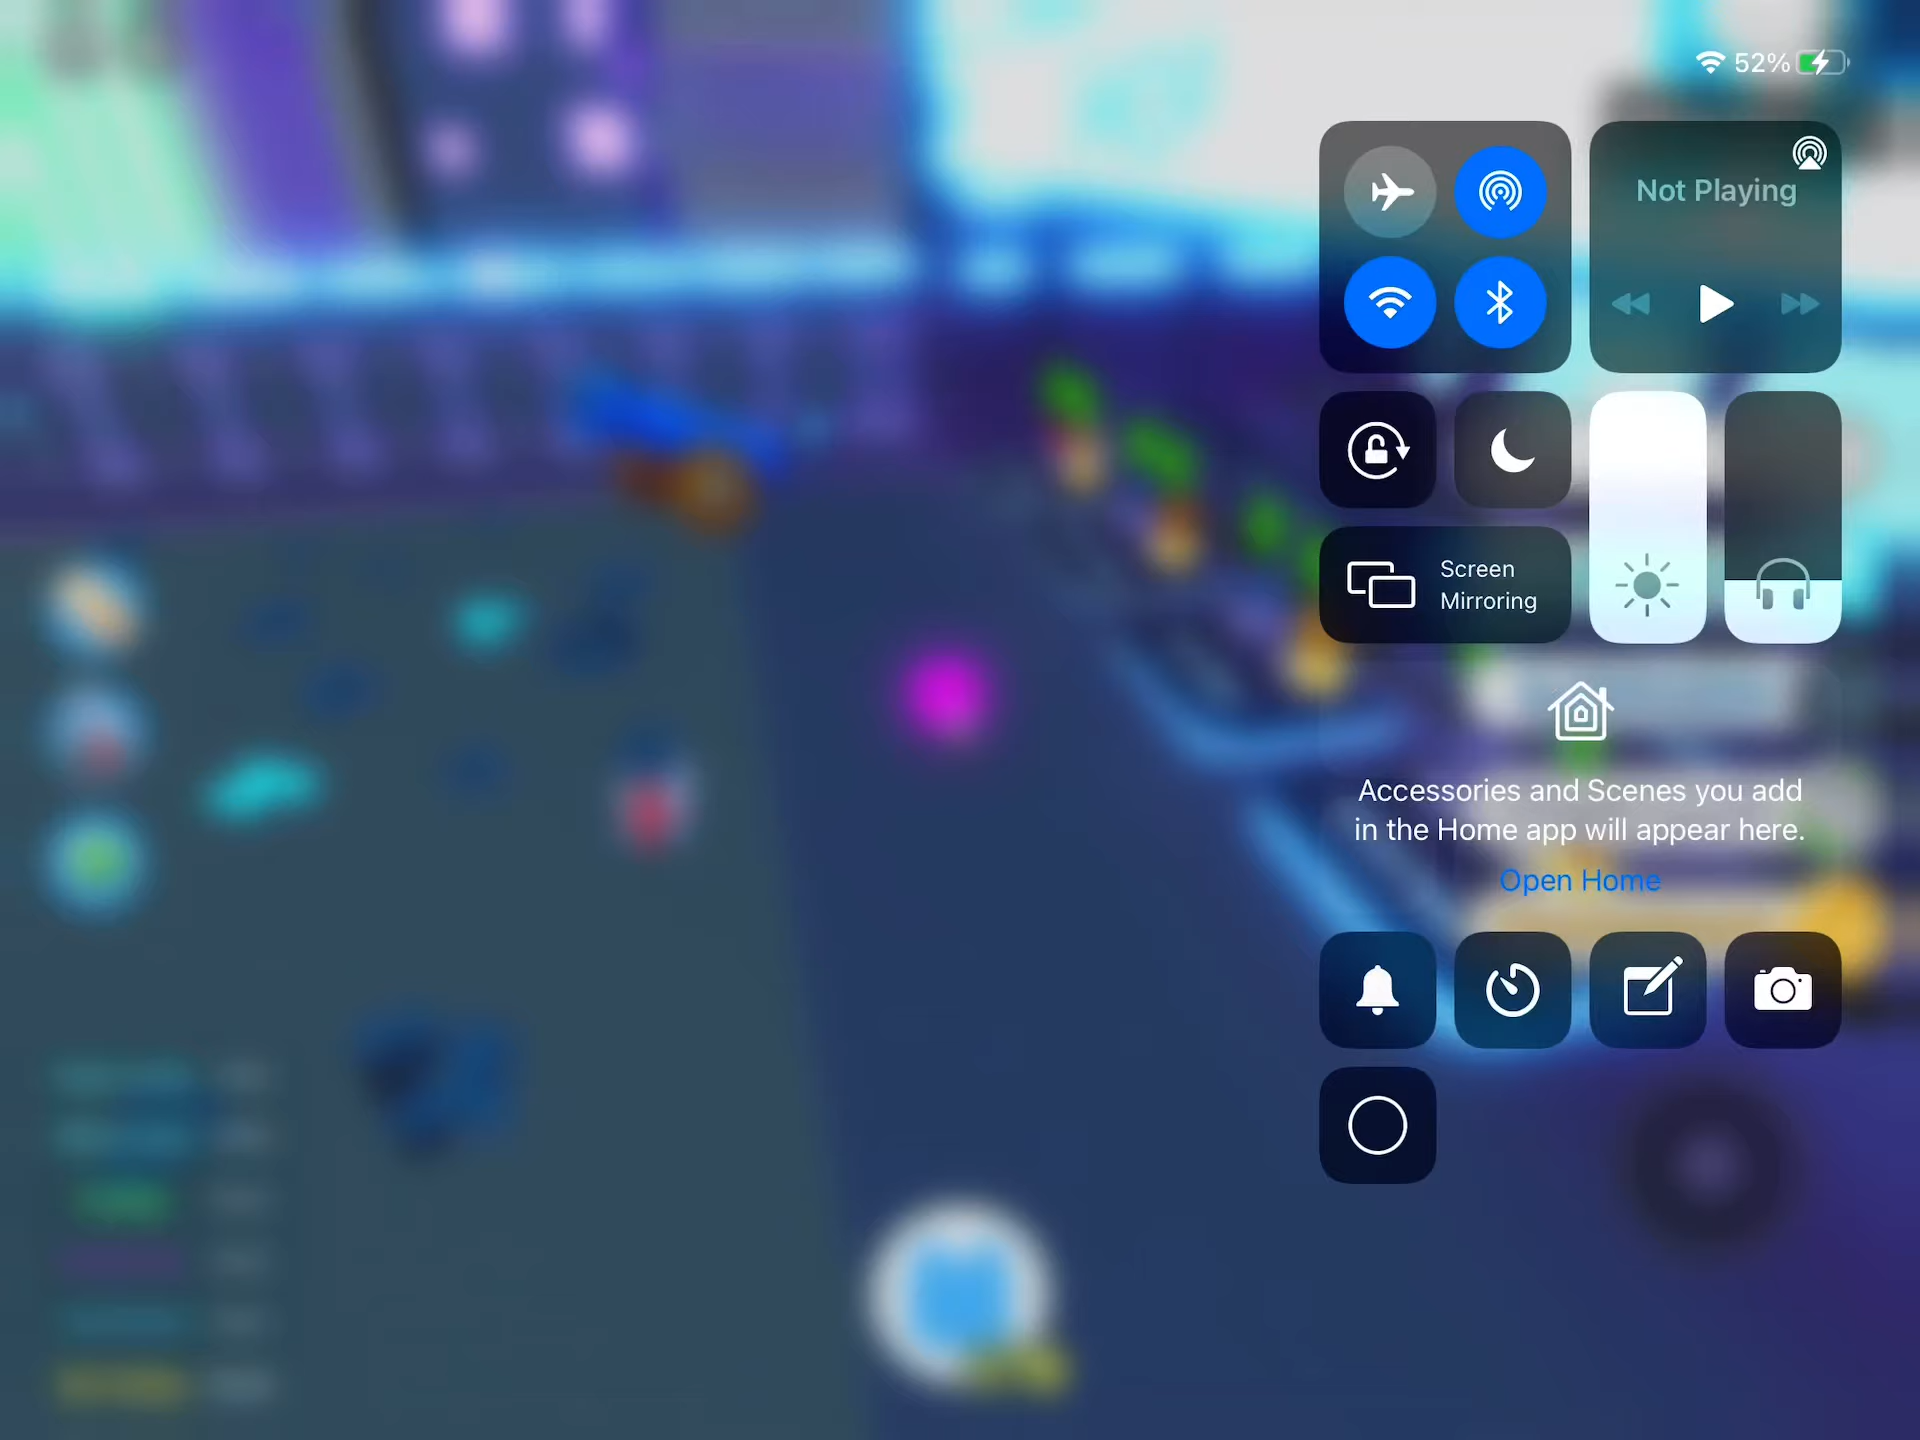 52%
Not Playing
Screen
Mirroring
Accessories and Scenes you add
in the Home app will appear here.
Open Home